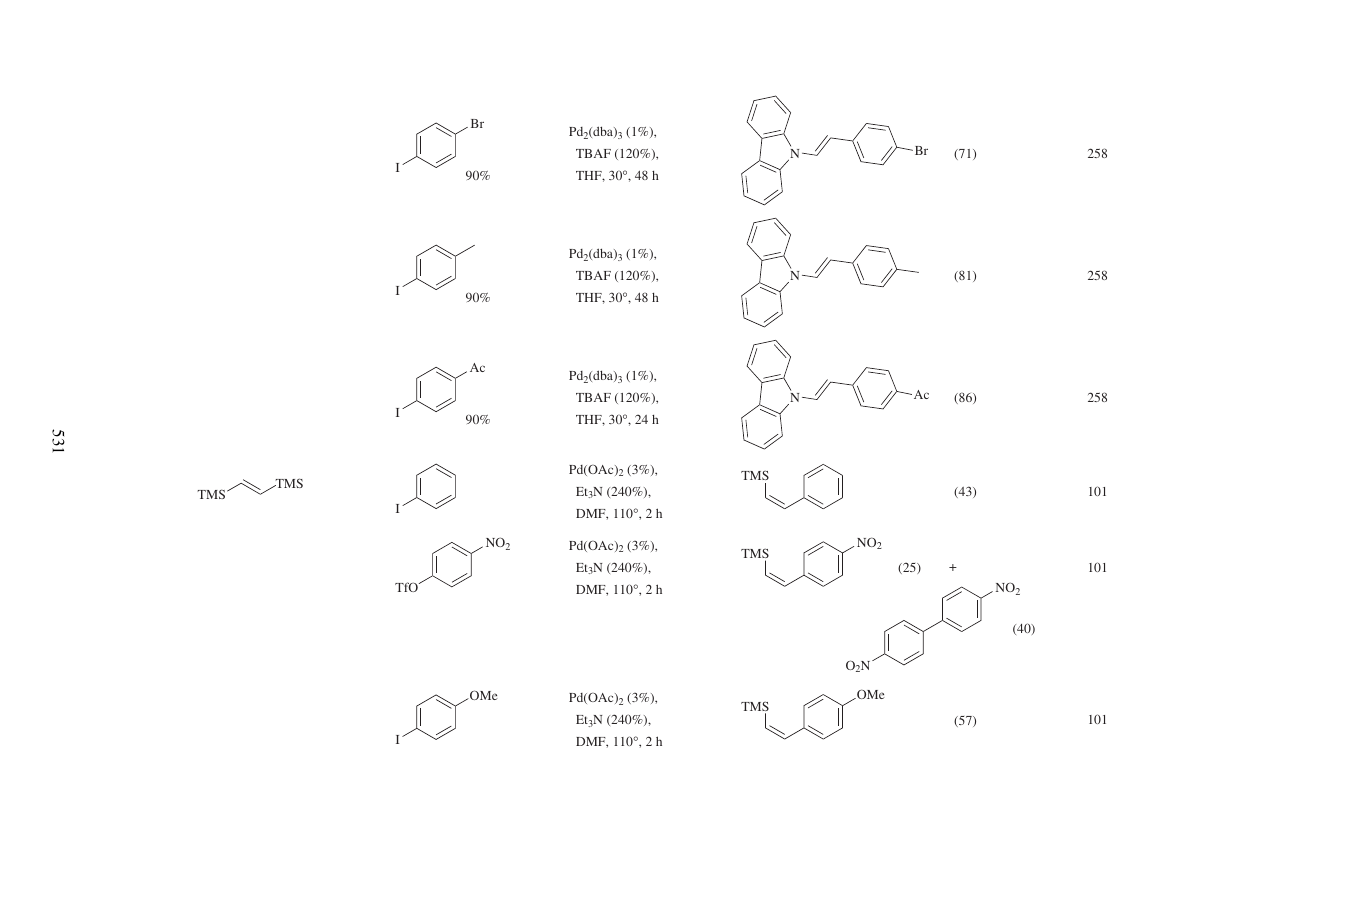 Br
I
90%
Pd2(dba)3 (1%),
TBAF (120%),
THF, 30°, 48 h
N
Br
(71)
258
I
90%
Pd2(dba)3 (1%),
TBAF (120%),
THF, 30°, 48 h
N
(81)
258
Ac
I
90%
Pd2(dba)3 (1%),
TBAF (120%),
THF, 30°, 24 h
N
Ac
(86)
258
531
TMS
TMS
I
Pd(OAc)2 (3%),
Et3N (240%),
DMF, 110°, 2 h
TMS
(43)
101
NO2
TfO
Pd(OAc)2 (3%),
Et3N (240%),
DMF, 110°, 2 h
TMS
NO2
(25) +
101
NO2
O2N
(40)
OMe
I
Pd(OAc)2 (3%),
Et3N (240%),
DMF, 110°, 2 h
TMS
OMe
(57)
101